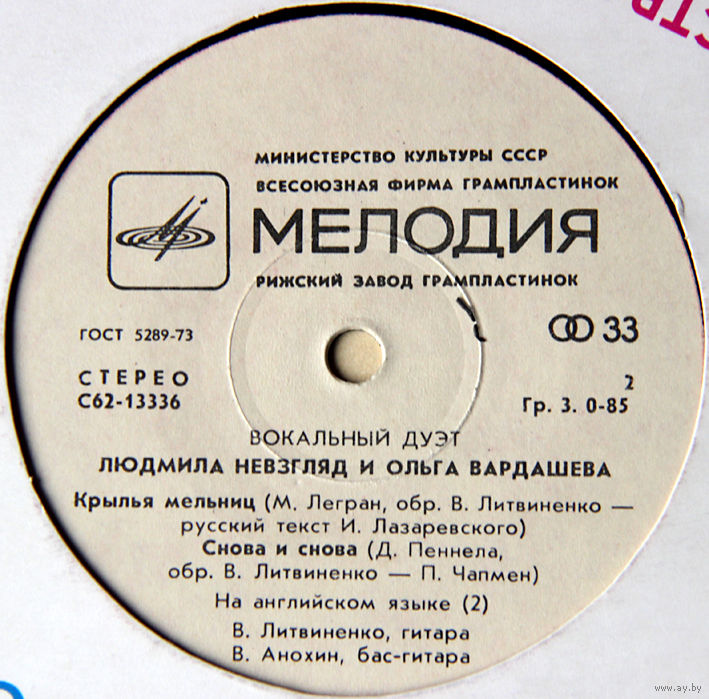 СТР
МИНИСТЕРСТВО КУЛЬТУРЫ СССР
ВСЕСОЮЗНАЯ ФИРМА ГРАМПЛАСТИНОК
МЕЛОДИЯ
РИЖСКИЙ ЗАВОД ГРАМПЛАСТИНОК
ГОСТ 5289-73
33
СТЕРЕО
2
С62-13336
Гр. 3. 0-85
ВОКАЛЬНЫЙ ДУЭТ
ЛЮДМИЛА НЕВЗГЛЯД И ОЛЬГА ВАРДАШЕВА
Крылья мельниц (М. Легран, обр. В. Литвиненко —
русский текст И. Лазаревского)
Снова и снова (Д. Пеннела,
обр. В. Литвиненко — П. Чапмен)
На английском языке (2)
В. Литвиненко, гитара
В. Анохин, бас-гитара
www.ay.by